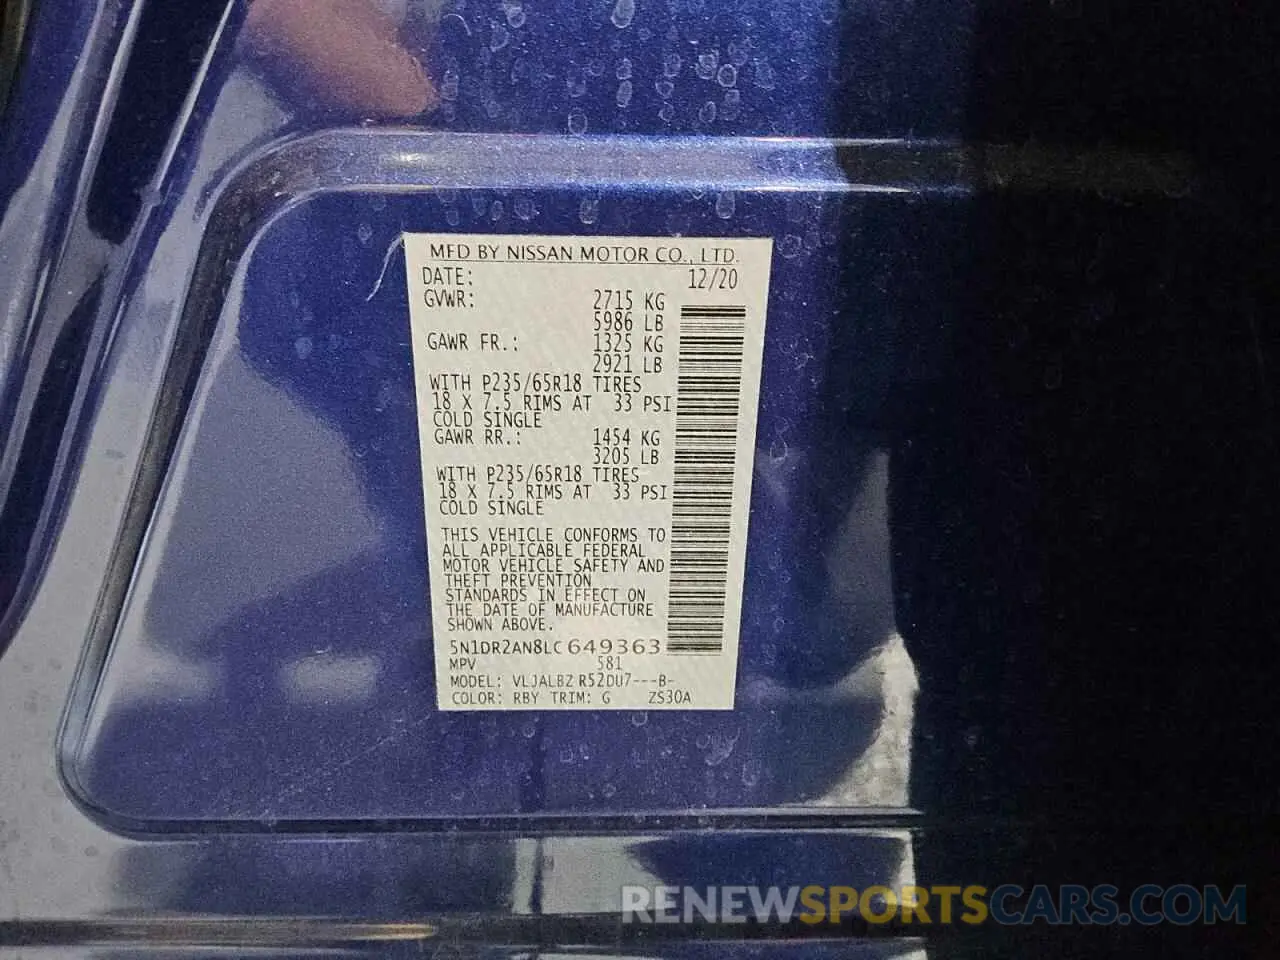 MFD BY NISSAN MOTOR CO., LTD.
DATE: 12/20
GVWR: 2715 KG
5986 LB
GAWR FR.: 1325 KG
2921 LB
WITH P235/65R18 TIRES
18 X 7.5 RIMS AT 33 PSI
COLD SINGLE
GAWR RR.: 1454 KG
3205 LB
WITH P235/65R18 TIRES
18 X 7.5 RIMS AT 33 PSI
COLD SINGLE
THIS VEHICLE CONFORMS TO
ALL APPLICABLE FEDERAL
MOTOR VEHICLE SAFETY AND
THEFT PREVENTION
STANDARDS IN EFFECT ON
THE DATE OF MANUFACTURE
SHOWN ABOVE.
5N1DR2AN8LC649363
MPV 581
MODEL: VLJALBZ R52DU7---B-
COLOR: RBY TRIM: G ZS30A
RENEWSPORTSCARS.COM